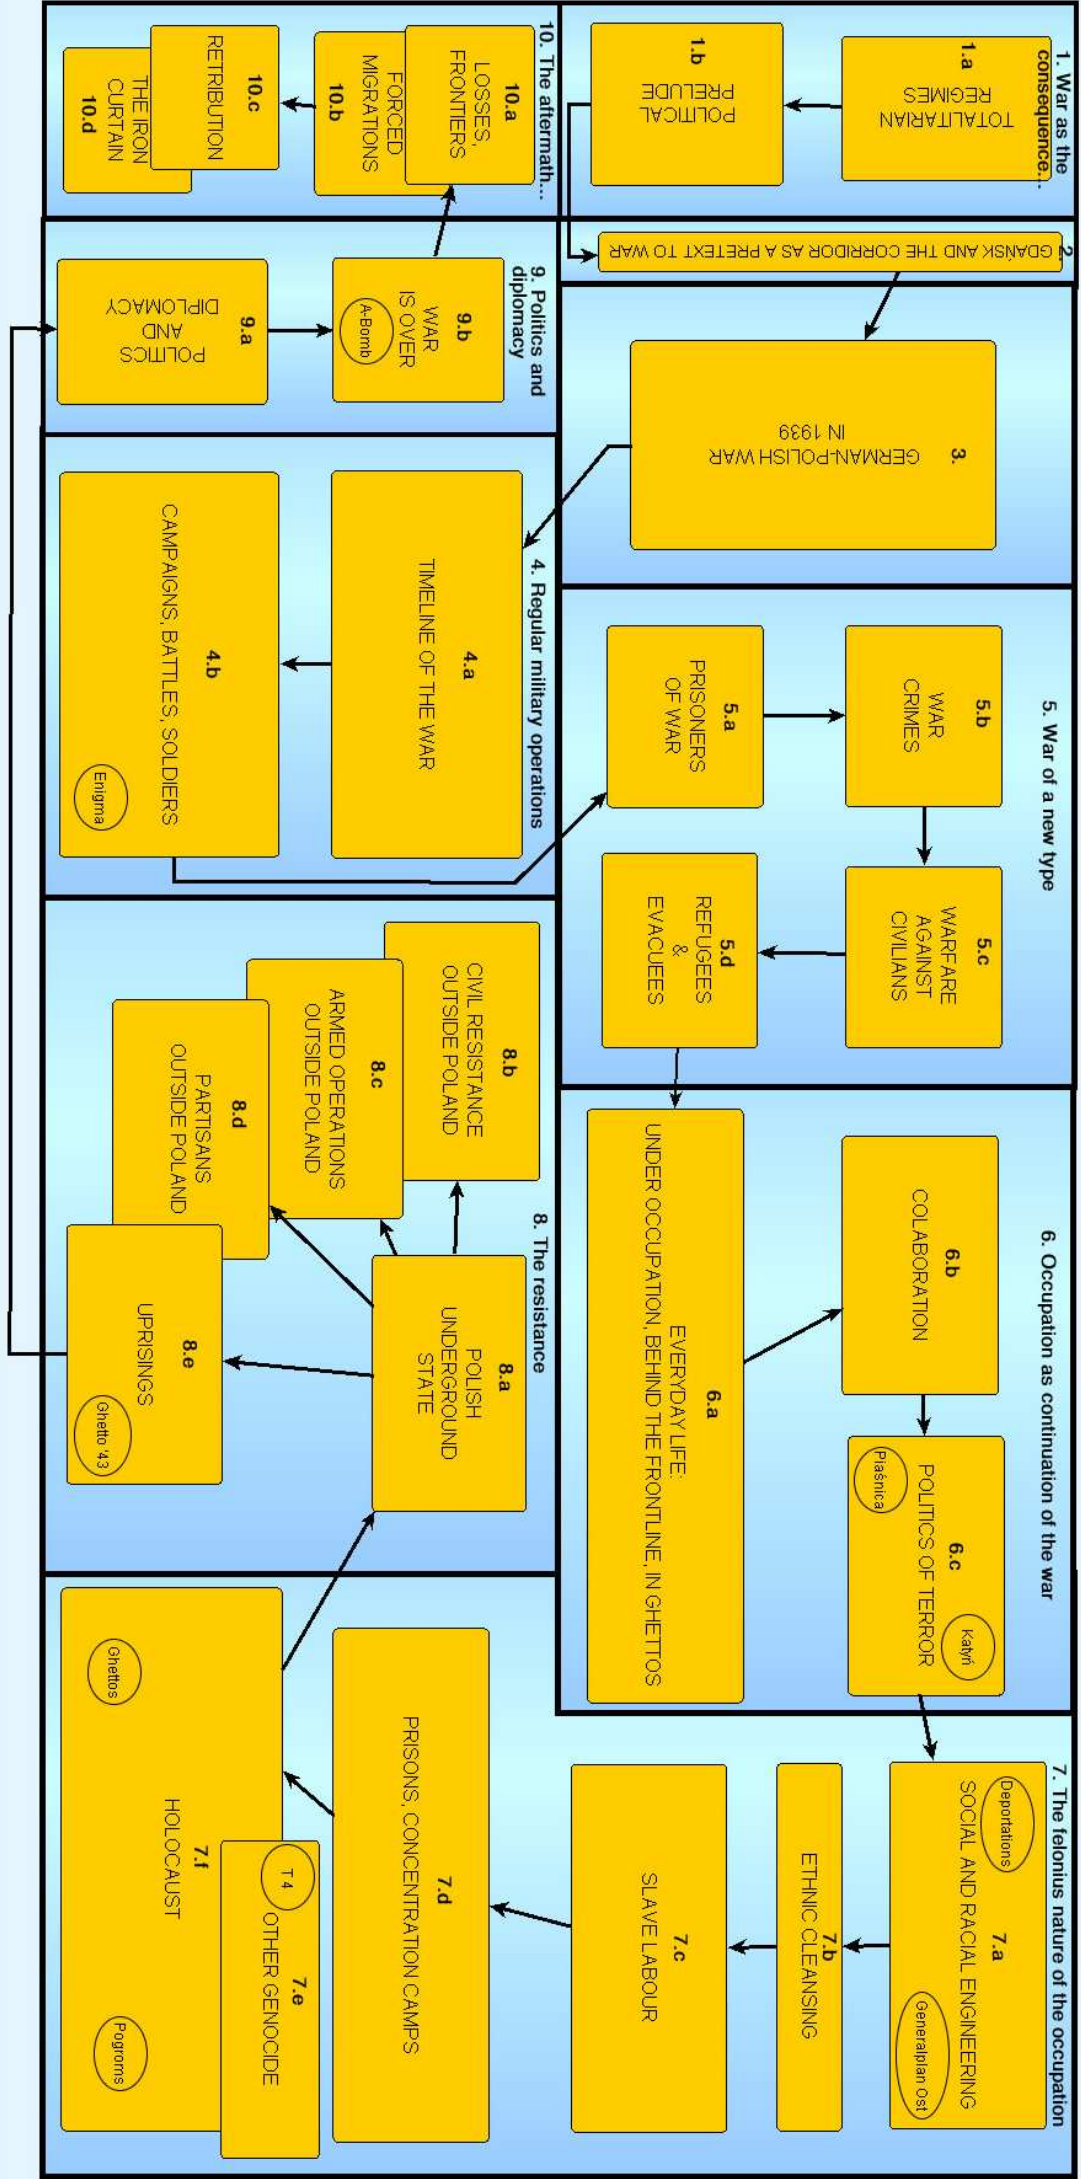 1. War as the
consequence...
1.a
TOTALITARIAN
REGIMES
1.b
POLITICAL
PRELUDE
2.
GDAŃSK AND THE CORRIDOR AS A PRETEXT TO WAR
3.
GERMAN-POLISH WAR
IN 1939
4. Regular military operations
4.a
TIMELINE OF THE WAR
4.b
CAMPAIGNS, BATTLES, SOLDIERS
Enigma
5. War of a new type
5.a
PRISONERS
OF WAR
5.b
WAR
CRIMES
5.c
WARFARE
AGAINST
CIVILIANS
5.d
REFUGEES
&
EVACUEES
6. Occupation as continuation of the war
6.a
EVERYDAY LIFE:
UNDER OCCUPATION, BEHIND THE FRONTLINE, IN GHETTOS
6.b
COLABORATION
Katyń
6.c
POLITICS OF TERROR
Piaśnica
7. The felonius nature of the occupation
Deportations
7.a
Generalplan Ost
SOCIAL AND RACIAL ENGINEERING
7.b
ETHNIC CLEANSING
7.c
SLAVE LABOUR
7.d
PRISONS, CONCENTRATION CAMPS
7.e
T 4
OTHER GENOCIDE
7.f
HOLOCAUST
Ghettos
Pogroms
8. The resistance
8.a
POLISH
UNDERGROUND
STATE
8.b
CIVIL RESISTANCE
OUTSIDE POLAND
8.c
ARMED OPERATIONS
OUTSIDE POLAND
8.d
PARTISANS
OUTSIDE POLAND
8.e
UPRISINGS
Ghetto '43
9. Politics and
diplomacy
9.a
POLITICS
AND
DIPLOMACY
9.b
WAR
IS OVER
A-Bomb
10. The aftermath...
10.a
LOSSES,
FRONTIERS
FORCED
MIGRATIONS
10.b
10.c
RETRIBUTION
THE IRON
CURTAIN
10.d